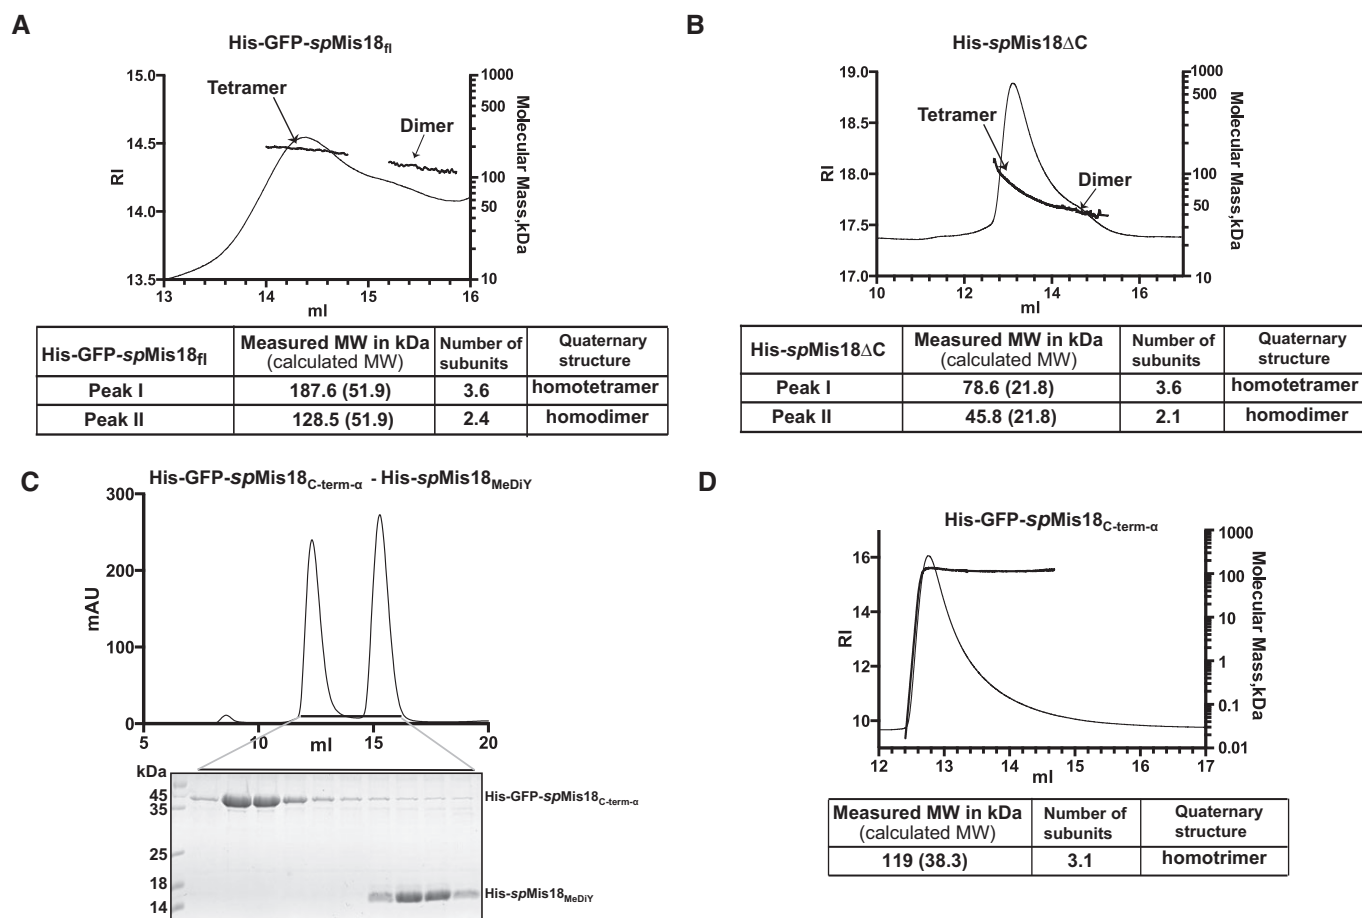 A
His-GFP-spMis18fl
15.0
14.5
14.0
13.5
RI
13
14
15
16
ml
1000
500
100
50
10
Molecular Mass,kDa
Tetramer
Dimer
His-GFP-spMis18fl
Measured MW in kDa
(calculated MW)
Number of
subunits
Quaternary
structure
Peak I
187.6 (51.9)
3.6
homotetramer
Peak II
128.5 (51.9)
2.4
homodimer
B
His-spMis18ΔC
19.0
18.5
18.0
17.5
17.0
RI
10
12
14
16
ml
1000
500
100
50
10
Molecular Mass,kDa
Tetramer
Dimer
His-spMis18ΔC
Measured MW in kDa
(calculated MW)
Number of
subunits
Quaternary
structure
Peak I
78.6 (21.8)
3.6
homotetramer
Peak II
45.8 (21.8)
2.1
homodimer
C
His-GFP-spMis18C-term-α - His-spMis18MeDiY
300
200
100
0
mAU
5
10
15
20
ml
kDa
45
35
25
18
14
His-GFP-spMis18C-term-α
His-spMis18MeDiY
D
His-GFP-spMis18C-term-α
16
14
12
10
RI
12
13
14
15
16
17
ml
1000
100
10
1
0.1
0.01
Molecular Mass,kDa
Measured MW in kDa
(calculated MW)
Number of
subunits
Quaternary
structure
119 (38.3)
3.1
homotrimer